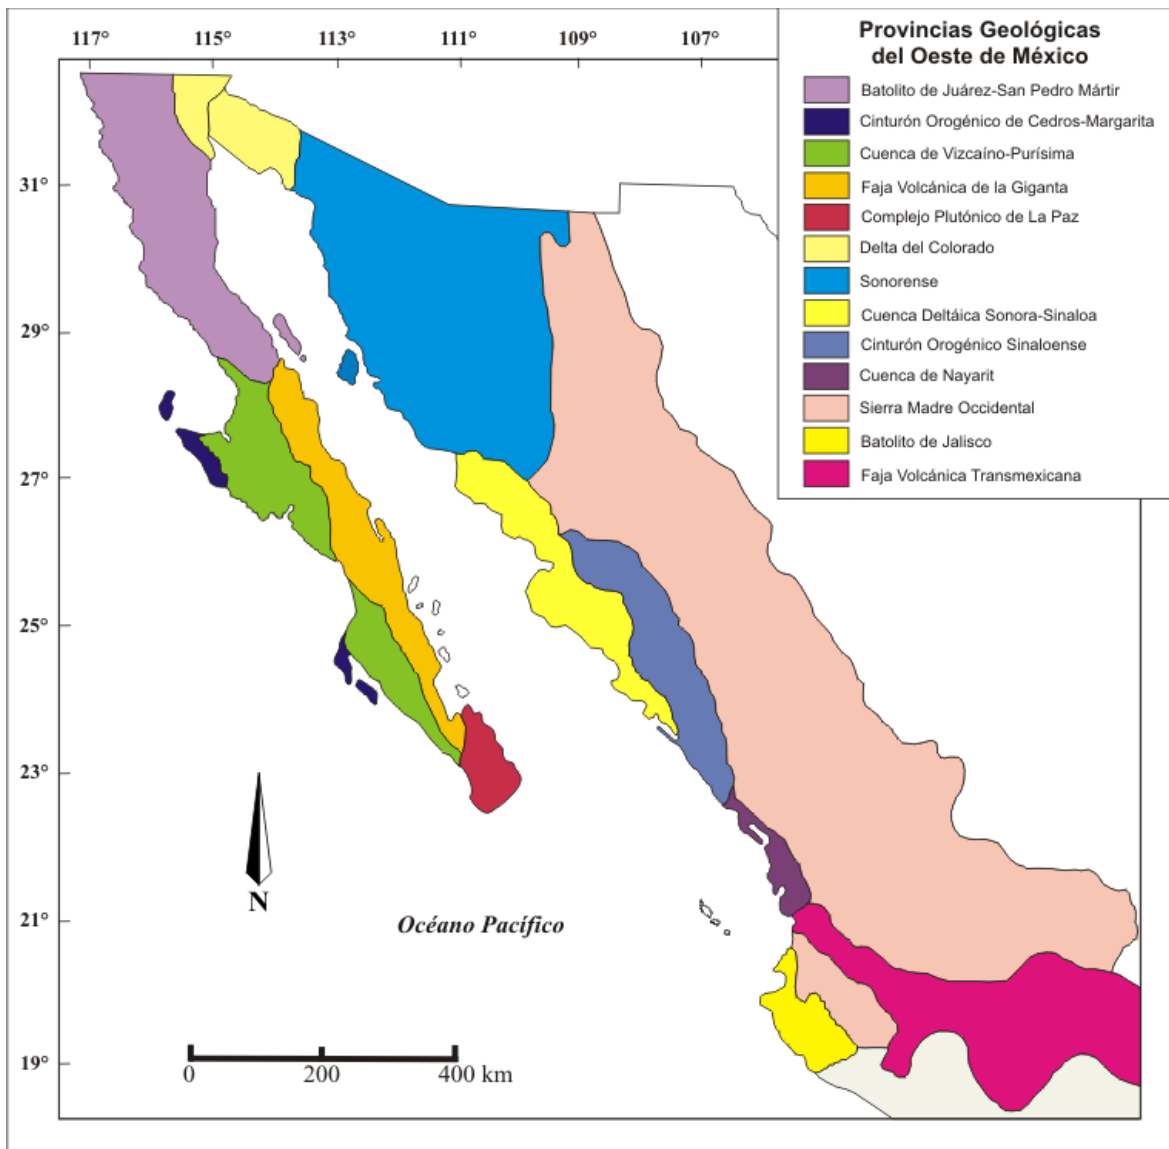 117°
115°
113°
111°
109°
107°
Provincias Geológicas
del Oeste de México
Batolito de Juárez-San Pedro Mártir
Cinturón Orogénico de Cedros-Margarita
Cuenca de Vizcaíno-Purísima
Faja Volcánica de la Giganta
Complejo Plutónico de La Paz
Delta del Colorado
Sonorense
Cuenca Deltáica Sonora-Sinaloa
Cinturón Orogénico Sinaloense
Cuenca de Nayarit
Sierra Madre Occidental
Batolito de Jalisco
Faja Volcánica Transmexicana
31°
29°
27°
25°
23°
21°
19°
N
Océano Pacífico
0 200 400 km